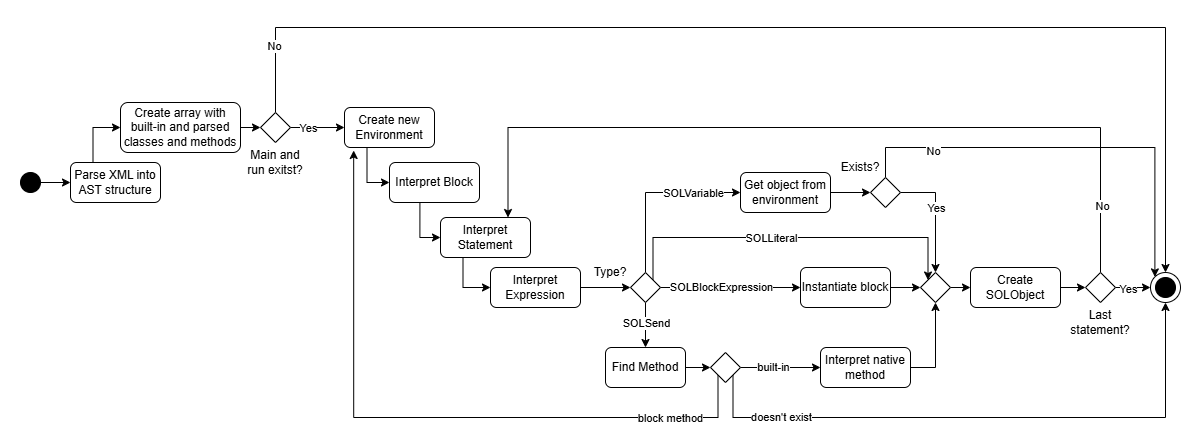 No
Create array with
built-in and parsed
classes and methods
Yes
Create new
Environment
Main and
run exitst?
Parse XML into
AST structure
Interpret Block
Interpret
Statement
Interpret
Expression
Type?
SOLVariable
Get object from
environment
Exists?
No
Yes
SOLLiteral
SOLBlockExpression
Instantiate block
Create
SOLObject
No
Yes
Last
statement?
SOLSend
Find Method
built-in
Interpret native
method
block method
doesn't exist